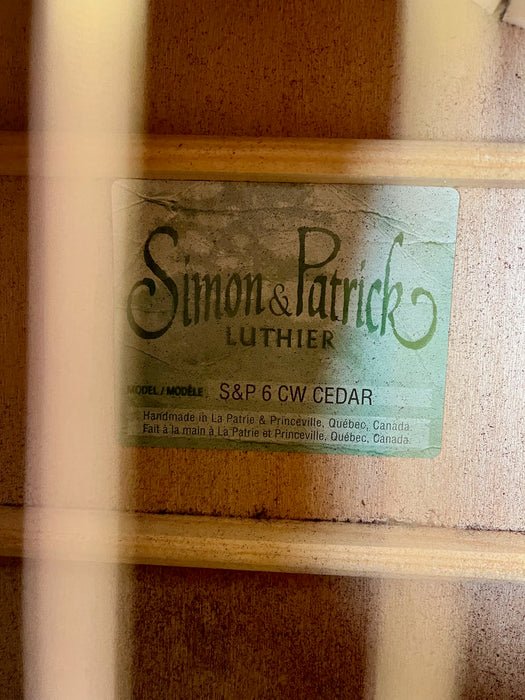 Simon & Patrick
LUTHIER
MODEL / MODÈLE S&P 6 CW CEDAR
Handmade in La Patrie & Princeville, Québec, Canada.
Fait à la main à La Patrie et Princeville, Québec, Canada.